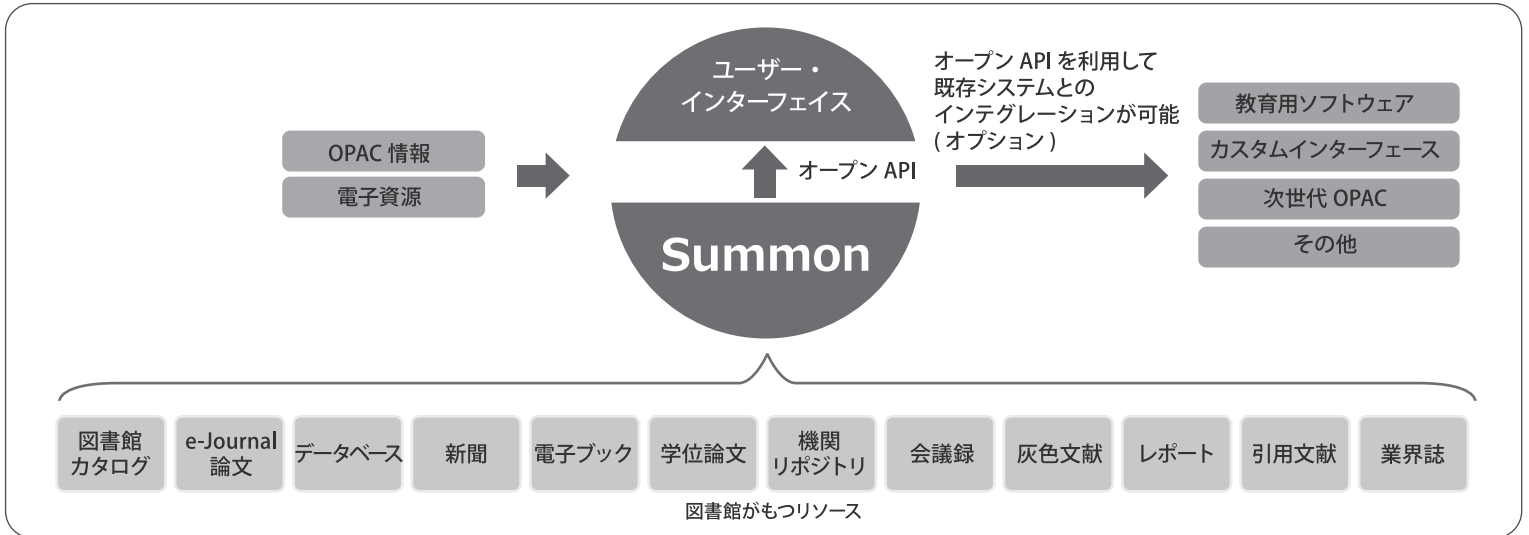 OPAC 情報
電子資源
ユーザー・
インターフェイス
オープン API
Summon
オープン API を利用して
既存システムとの
インテグレーションが可能
( オプション )
教育用ソフトウェア
カスタムインターフェース
次世代 OPAC
その他
図書館
カタログ
e-Journal
論文
データベース
新聞
電子ブック
学位論文
機関
リポジトリ
会議録
灰色文献
レポート
引用文献
業界誌
図書館がもつリソース